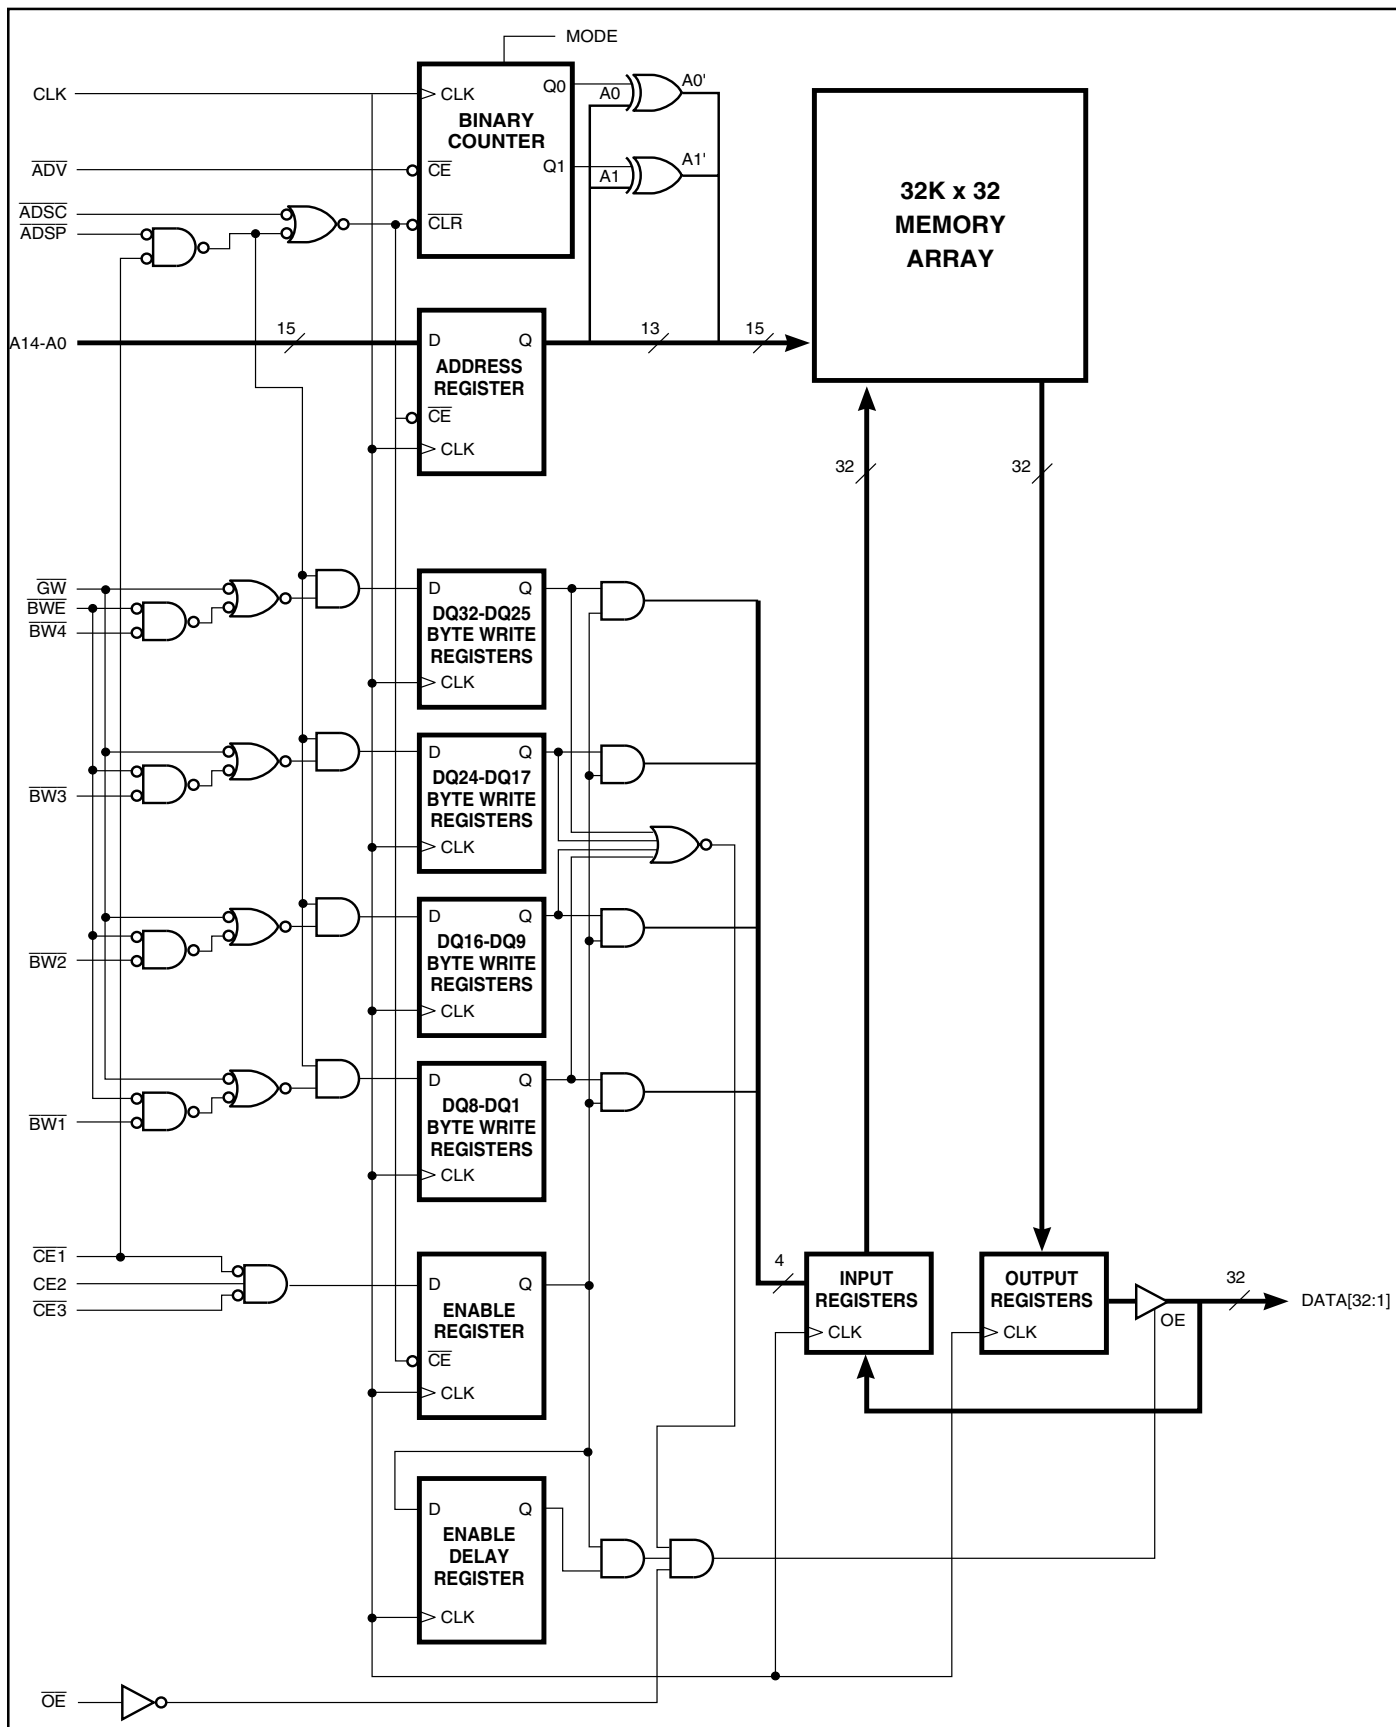 MODE
CLK
CLK
Q0
A0
A0'
BINARY
COUNTER
ADV
CE
Q1
A1
A1'
32K x 32
MEMORY
ARRAY
ADSC
ADSP
CLR
A14-A0
15
D
Q
13
15
ADDRESS
REGISTER
CE
CLK
32
32
GW
BWE
BW4
D
Q
DQ32-DQ25
BYTE WRITE
REGISTERS
CLK
BW3
D
Q
DQ24-DQ17
BYTE WRITE
REGISTERS
CLK
BW2
D
Q
DQ16-DQ9
BYTE WRITE
REGISTERS
CLK
BW1
D
Q
DQ8-DQ1
BYTE WRITE
REGISTERS
CLK
CE1
CE2
CE3
D
Q
ENABLE
REGISTER
CE
CLK
4
INPUT
REGISTERS
CLK
OUTPUT
REGISTERS
CLK
OE
32
DATA[32:1]
D
Q
ENABLE
DELAY
REGISTER
CLK
OE